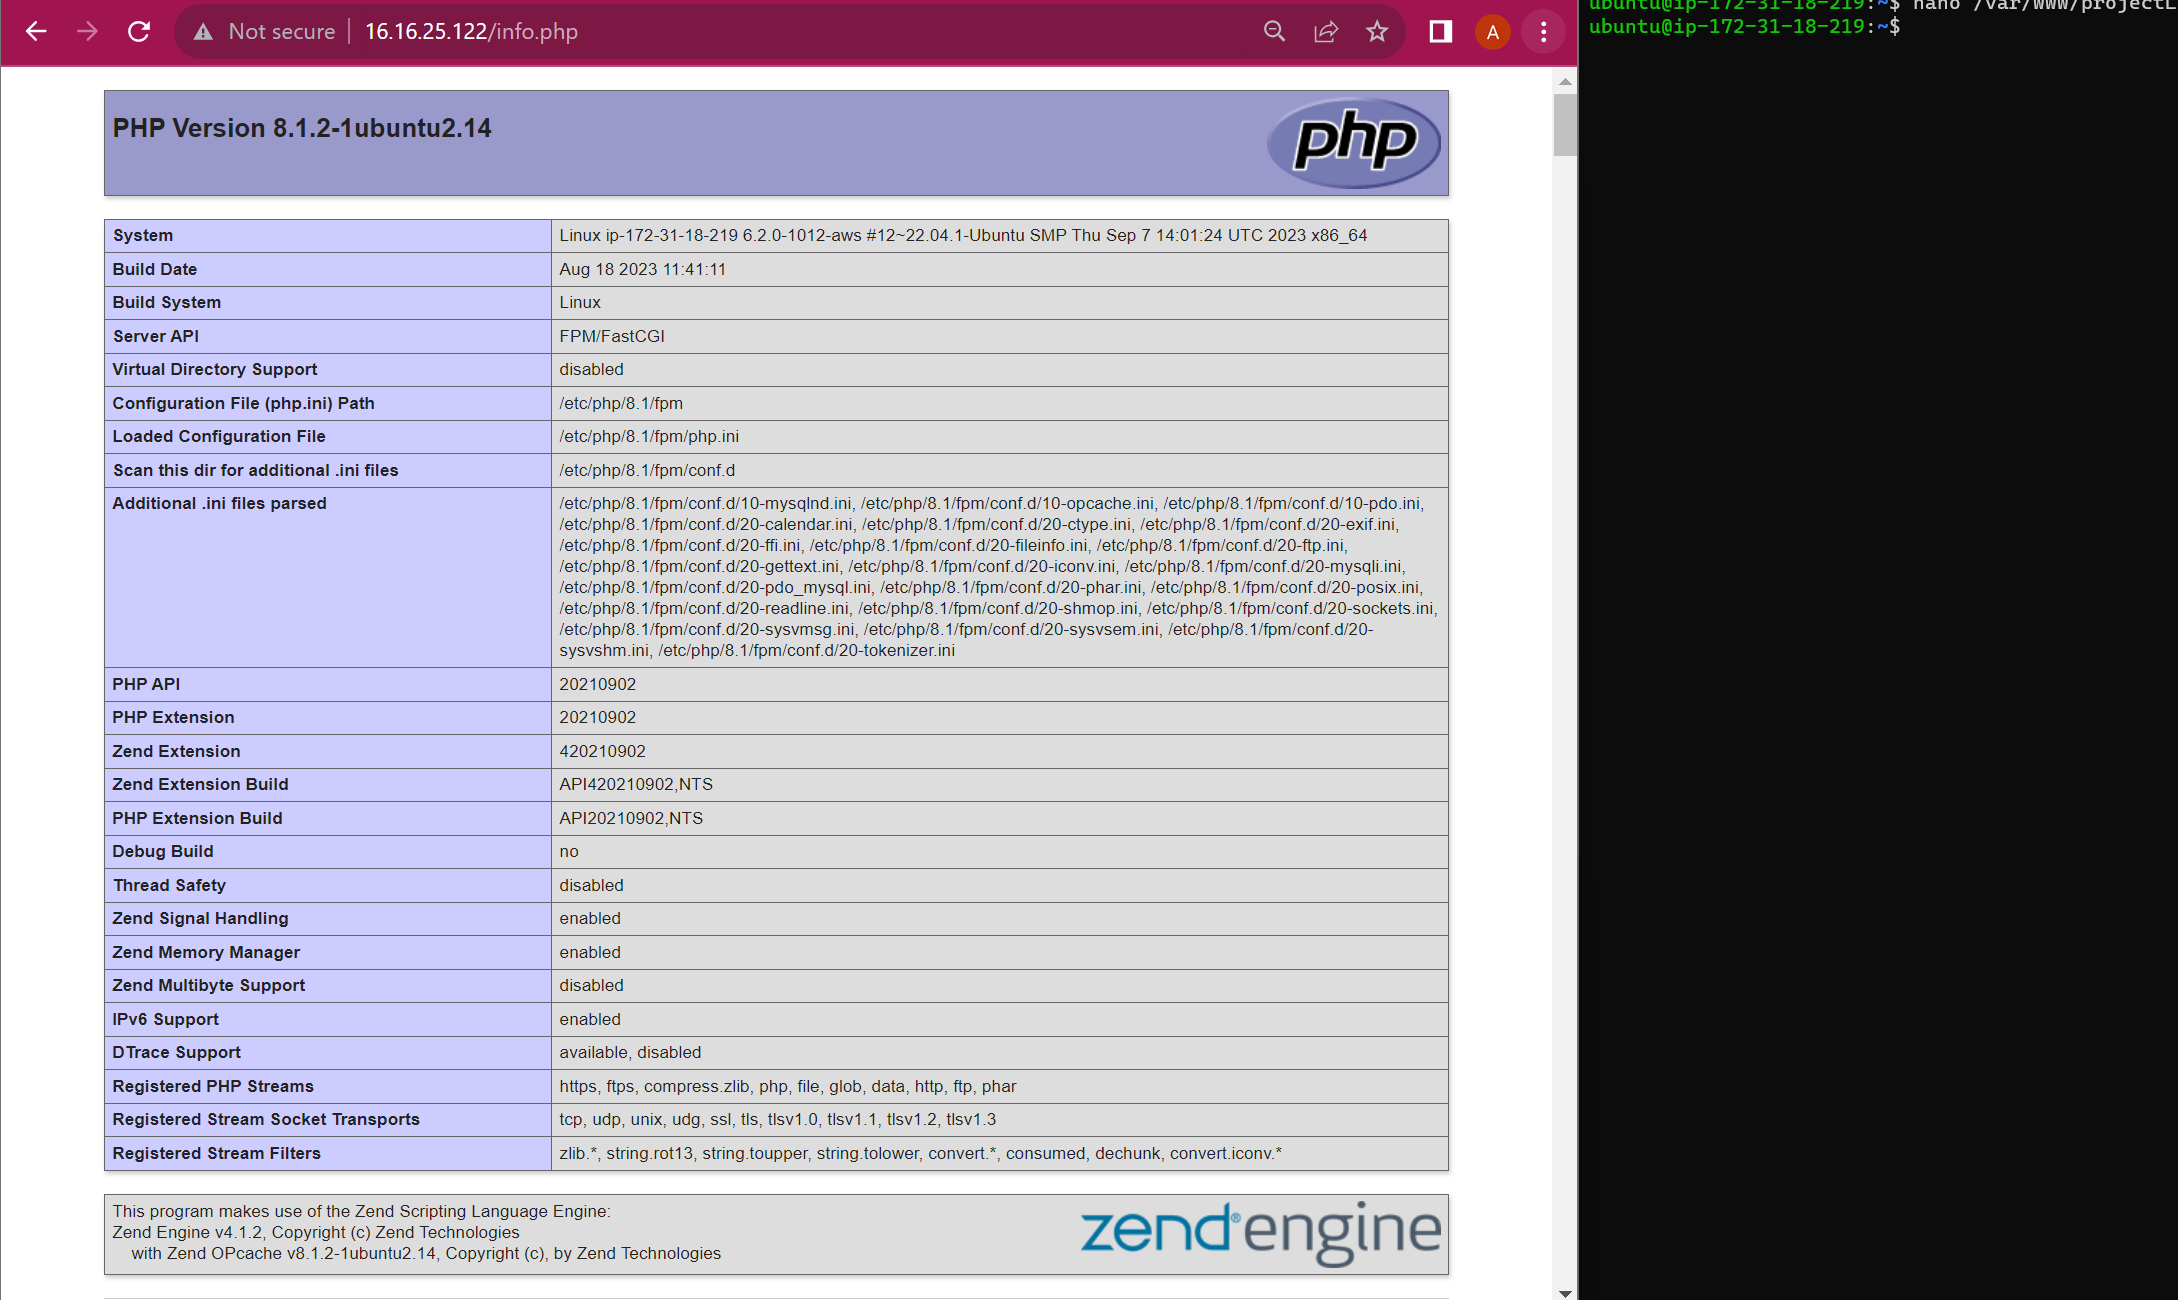 Not secure
16.16.25.122/info.php
A
PHP Version 8.1.2-1ubuntu2.14
php
System Linux ip-172-31-18-219 6.2.0-1012-aws #12~22.04.1-Ubuntu SMP Thu Sep 7 14:01:24 UTC 2023 x86_64
Build Date Aug 18 2023 11:41:11
Build System Linux
Server API FPM/FastCGI
Virtual Directory Support disabled
Configuration File (php.ini) Path /etc/php/8.1/fpm
Loaded Configuration File /etc/php/8.1/fpm/php.ini
Scan this dir for additional .ini files /etc/php/8.1/fpm/conf.d
Additional .ini files parsed /etc/php/8.1/fpm/conf.d/10-mysqlnd.ini, /etc/php/8.1/fpm/conf.d/10-opcache.ini, /etc/php/8.1/fpm/conf.d/10-pdo.ini,
/etc/php/8.1/fpm/conf.d/20-calendar.ini, /etc/php/8.1/fpm/conf.d/20-ctype.ini, /etc/php/8.1/fpm/conf.d/20-exif.ini,
/etc/php/8.1/fpm/conf.d/20-ffi.ini, /etc/php/8.1/fpm/conf.d/20-fileinfo.ini, /etc/php/8.1/fpm/conf.d/20-ftp.ini,
/etc/php/8.1/fpm/conf.d/20-gettext.ini, /etc/php/8.1/fpm/conf.d/20-iconv.ini, /etc/php/8.1/fpm/conf.d/20-mysqli.ini,
/etc/php/8.1/fpm/conf.d/20-pdo_mysql.ini, /etc/php/8.1/fpm/conf.d/20-phar.ini, /etc/php/8.1/fpm/conf.d/20-posix.ini,
/etc/php/8.1/fpm/conf.d/20-readline.ini, /etc/php/8.1/fpm/conf.d/20-shmop.ini, /etc/php/8.1/fpm/conf.d/20-sockets.ini,
/etc/php/8.1/fpm/conf.d/20-sysvmsg.ini, /etc/php/8.1/fpm/conf.d/20-sysvsem.ini, /etc/php/8.1/fpm/conf.d/20-
sysvshm.ini, /etc/php/8.1/fpm/conf.d/20-tokenizer.ini
PHP API 20210902
PHP Extension 20210902
Zend Extension 420210902
Zend Extension Build API420210902,NTS
PHP Extension Build API20210902,NTS
Debug Build no
Thread Safety disabled
Zend Signal Handling enabled
Zend Memory Manager enabled
Zend Multibyte Support disabled
IPv6 Support enabled
DTrace Support available, disabled
Registered PHP Streams https, ftps, compress.zlib, php, file, glob, data, http, ftp, phar
Registered Stream Socket Transports tcp, udp, unix, udg, ssl, tls, tlsv1.0, tlsv1.1, tlsv1.2, tlsv1.3
Registered Stream Filters zlib.*, string.rot13, string.toupper, string.tolower, convert.*, consumed, dechunk, convert.iconv.*
This program makes use of the Zend Scripting Language Engine:
Zend Engine v4.1.2, Copyright (c) Zend Technologies
with Zend OPcache v8.1.2-1ubuntu2.14, Copyright (c), by Zend Technologies
zend® engine
ubuntu@ip-172-31-18-219:~$ nano /var/www/projectL
ubuntu@ip-172-31-18-219:~$